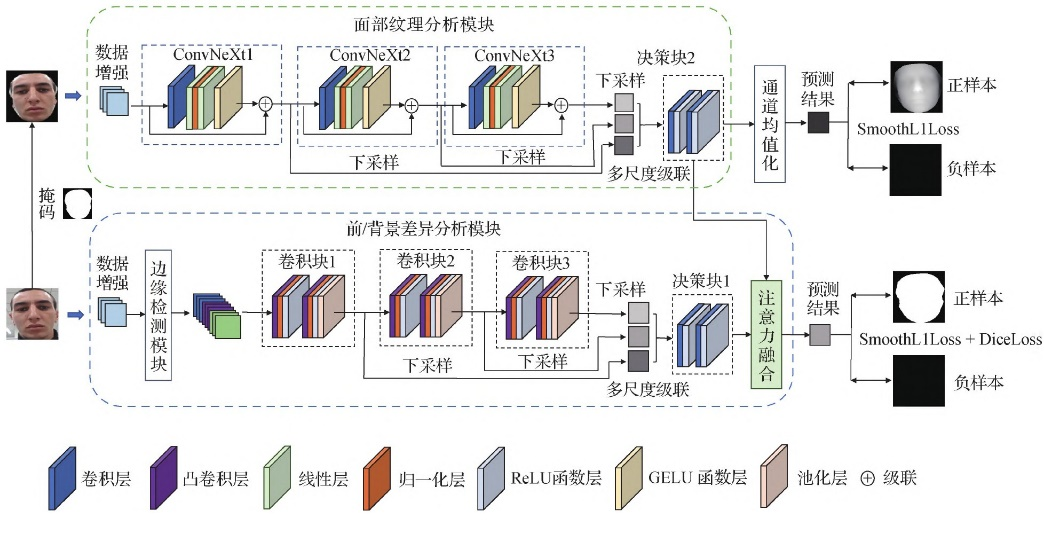 面部纹理分析模块
数据
增强
ConvNeXt1
ConvNeXt2
ConvNeXt3
下采样
决策块2
下采样
下采样
多尺度级联
通道均值化
预测
结果
正样本
SmoothL1Loss
负样本
掩码
前/背景差异分析模块
数据
增强
边缘检测模块
卷积块1
卷积块2
卷积块3
下采样
决策块1
下采样
下采样
多尺度级联
注意力融合
预测
结果
正样本
SmoothL1Loss + DiceLoss
负样本
卷积层
凸卷积层
线性层
归一化层
ReLU函数层
GELU 函数层
池化层
级联